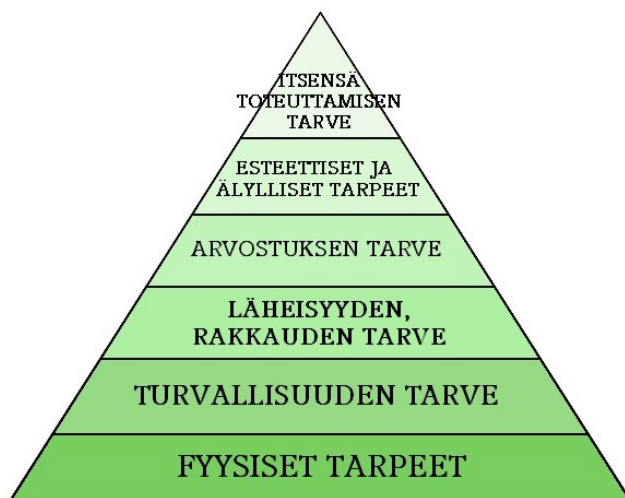 ITSENSÄ
TOTEUTTAMISEN
TARVE
ESTEETTISET JA
ÄLYLLISET TARPEET
ARVOSTUKSEN TARVE
LÄHEISYYDEN,
RAKKAUDEN TARVE
TURVALLISUUDEN TARVE
FYYSISET TARPEET